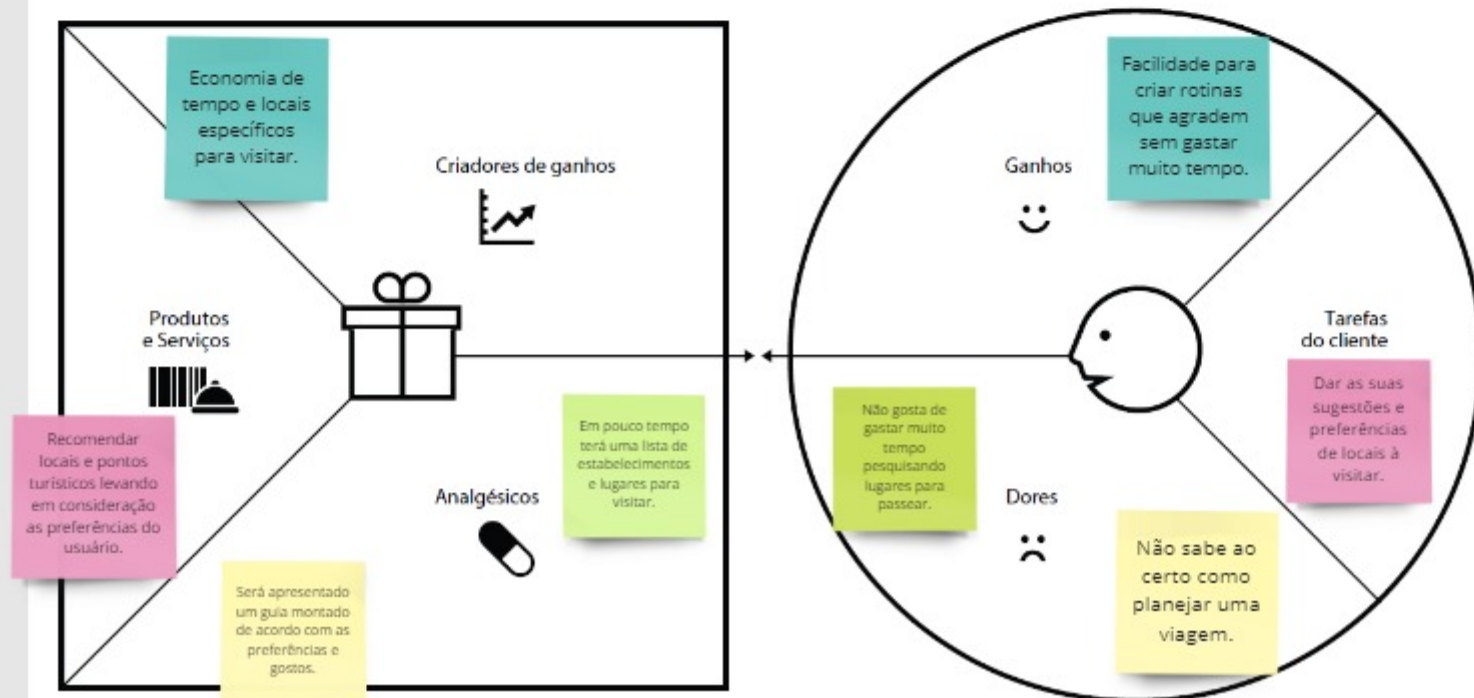 Economia de
tempo e locais
específicos
para visitar.
Criadores de ganhos
Produtos
e Serviços
Recomendar
locais e pontos
turísticos levando
em consideração
as preferências do
usuário.
Em pouco tempo
terá uma lista de
estabelecimentos
e lugares para
visitar.
Analgésicos
Será apresentado
um guia montado
de acordo com as
preferências e
gostos.
Facilidade para
criar rotinas
que agradem
sem gastar
muito tempo.
Ganhos
Tarefas
do cliente
Dar as suas
sugestões e
preferências
de locais à
visitar.
Não gosta de
gastar muito
tempo
pesquisando
lugares para
passear.
Dores
Não sabe ao
certo como
planejar uma
viagem.